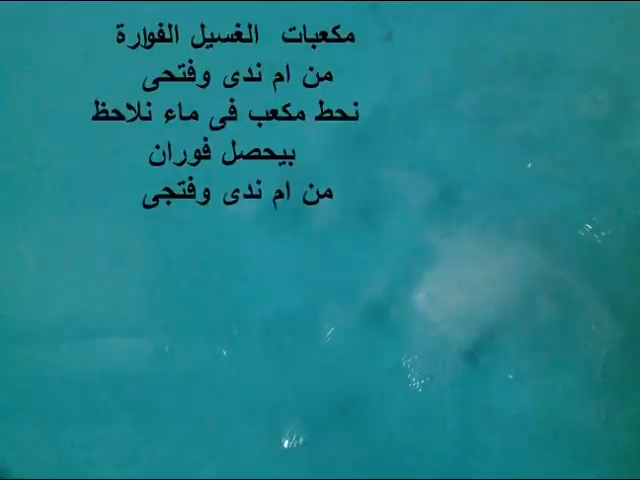 مكعبات الغسيل الفوارة
من ام ندى وفتحى
نحط مكعب فى ماء نلاحظ
بيحصل فوران
من ام ندى وفتجى